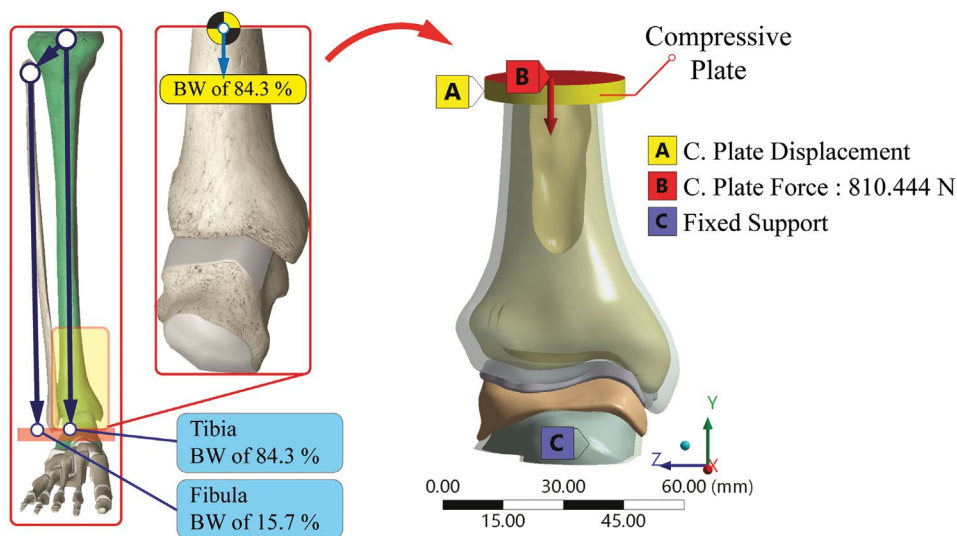 BW of 84.3 %
Tibia
BW of 84.3 %
Fibula
BW of 15.7 %
Compressive
Plate
A
B
A C. Plate Displacement
B C. Plate Force : 810.444 N
C Fixed Support
C
Y
Z
X
0.00 30.00 60.00 (mm)
15.00 45.00